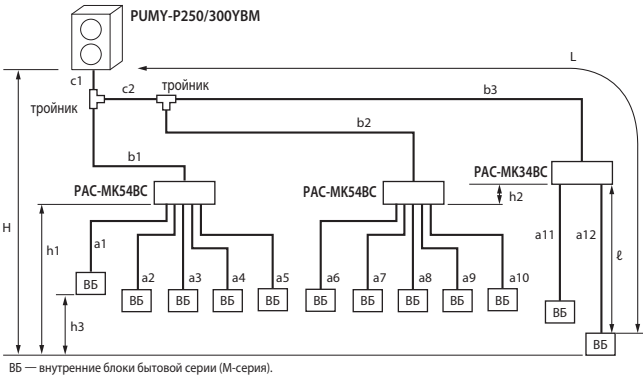 PUMY-P250/300YBM
L
c1
c2
тройник
b3
тройник
b2
b1
PAC-MK34BC
PAC-MK54BC
PAC-MK54BC
h2
H
h1
a1
a2
a3
a4
a5
a6
a7
a8
a9
a10
a11
a12
ℓ
ВБ
ВБ
ВБ
ВБ
ВБ
ВБ
ВБ
ВБ
ВБ
ВБ
ВБ
h3
ВБ
ВБ — внутренние блоки бытовой серии (М-серия).